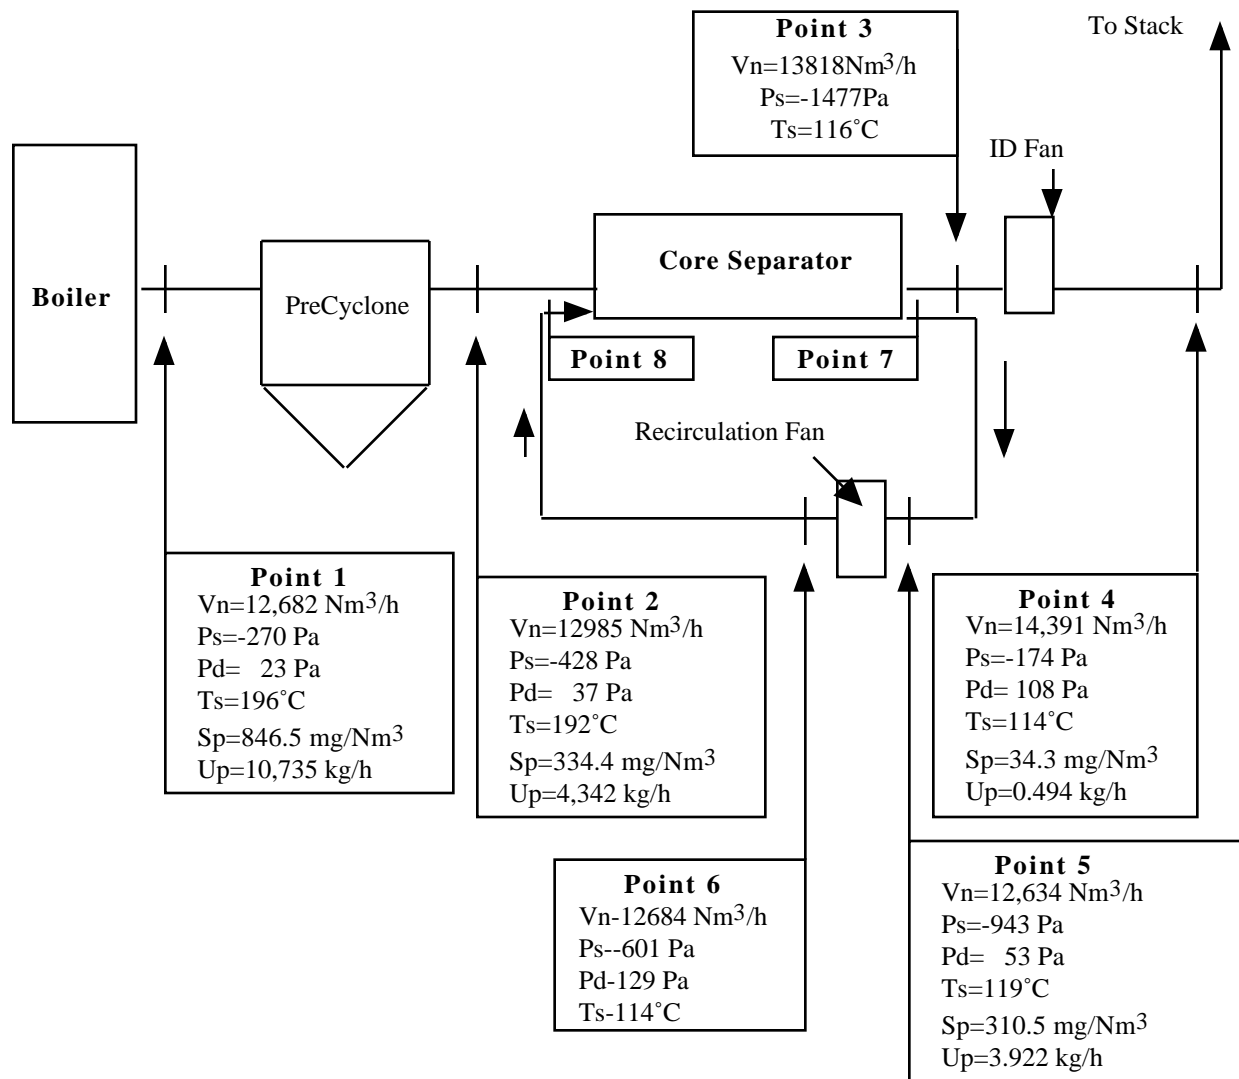 Point 3
Vn=13818Nm3/h
Ps=-1477Pa
Ts=116˚C
To Stack
ID Fan
Boiler
PreCyclone
Core Separator
Point 8
Point 7
Recirculation Fan
Point 1
Vn=12,682 Nm3/h
Ps=-270 Pa
Pd= 23 Pa
Ts=196˚C
Sp=846.5 mg/Nm3
Up=10,735 kg/h
Point 2
Vn=12985 Nm3/h
Ps=-428 Pa
Pd= 37 Pa
Ts=192˚C
Sp=334.4 mg/Nm3
Up=4,342 kg/h
Point 4
Vn=14,391 Nm3/h
Ps=-174 Pa
Pd= 108 Pa
Ts=114˚C
Sp=34.3 mg/Nm3
Up=0.494 kg/h
Point 6
Vn-12684 Nm3/h
Ps--601 Pa
Pd-129 Pa
Ts-114˚C
Point 5
Vn=12,634 Nm3/h
Ps=-943 Pa
Pd= 53 Pa
Ts=119˚C
Sp=310.5 mg/Nm3
Up=3.922 kg/h